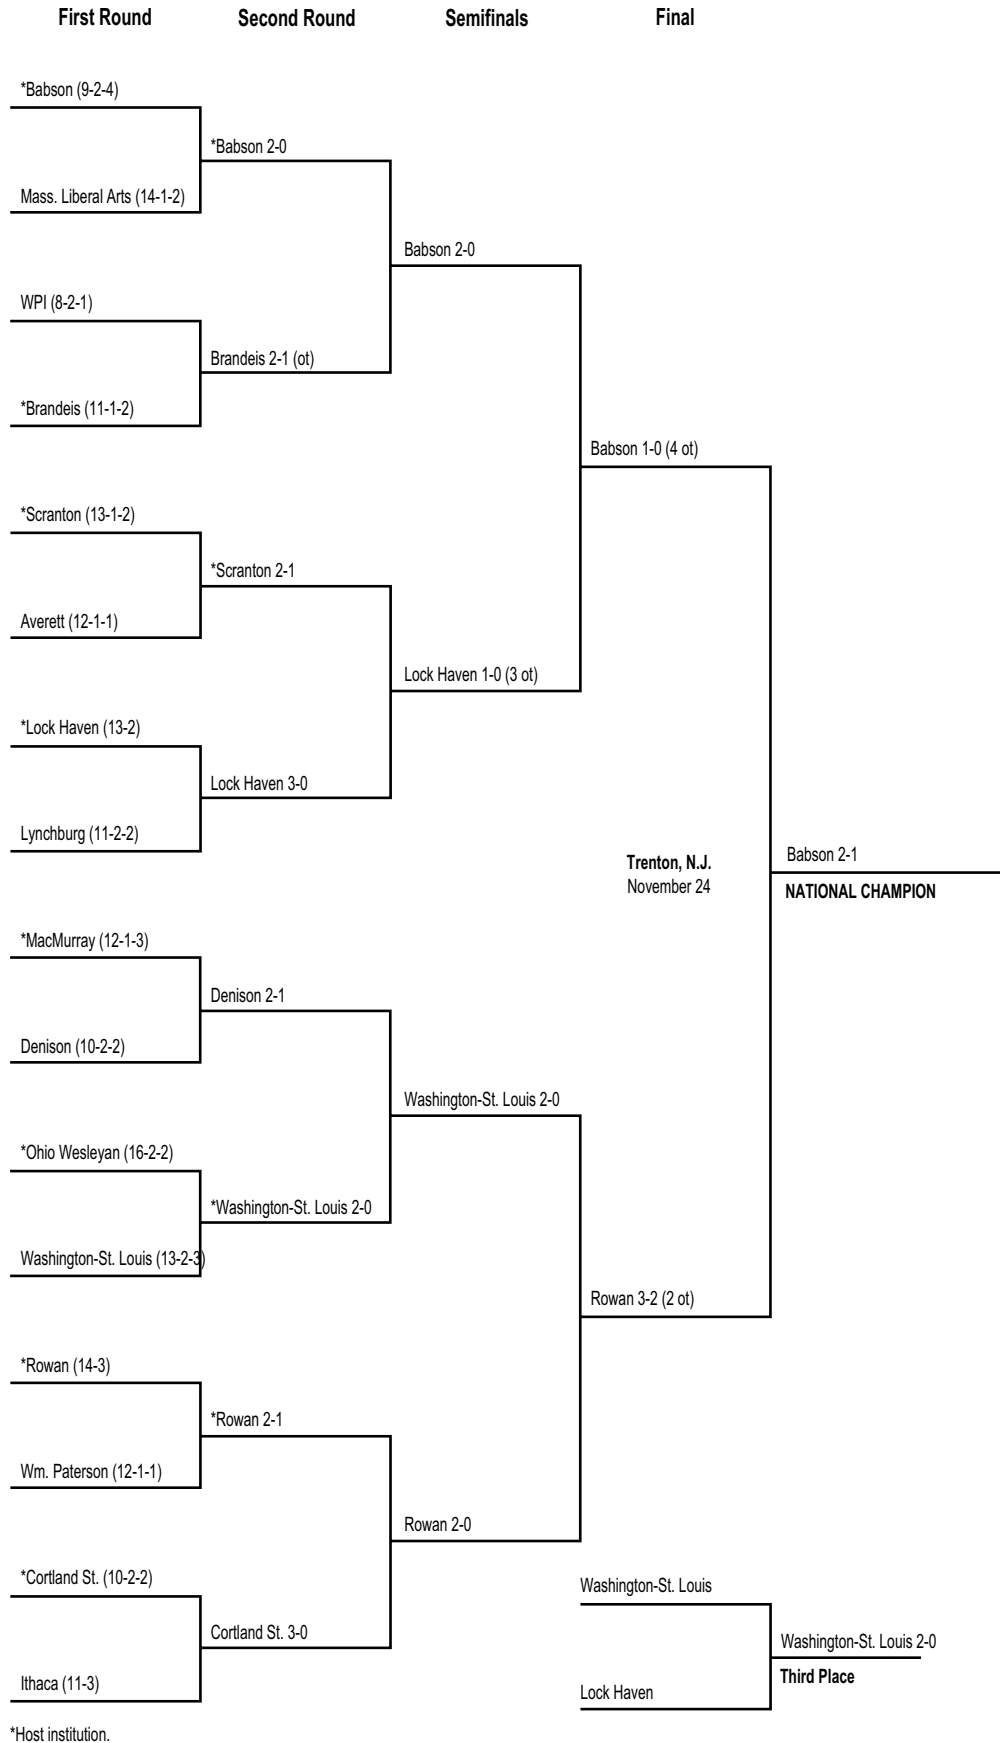 First Round Second Round Semifinals Final
*Babson (9-2-4)
*Babson 2-0
Mass. Liberal Arts (14-1-2)
Babson 2-0
WPI (8-2-1)
Brandeis 2-1 (ot)
*Brandeis (11-1-2)
Babson 1-0 (4 ot)
*Scranton (13-1-2)
*Scranton 2-1
Averett (12-1-1)
Lock Haven 1-0 (3 ot)
*Lock Haven (13-2)
Lock Haven 3-0
Lynchburg (11-2-2)
Trenton, N.J.
November 24
Babson 2-1
NATIONAL CHAMPION
*MacMurray (12-1-3)
Denison 2-1
Denison (10-2-2)
Washington-St. Louis 2-0
*Ohio Wesleyan (16-2-2)
*Washington-St. Louis 2-0
Washington-St. Louis (13-2-3)
Rowan 3-2 (2 ot)
*Rowan (14-3)
*Rowan 2-1
Wm. Paterson (12-1-1)
Rowan 2-0
*Cortland St. (10-2-2)
Cortland St. 3-0
Ithaca (11-3)
Washington-St. Louis
Washington-St. Louis 2-0
Third Place
Lock Haven
*Host institution.